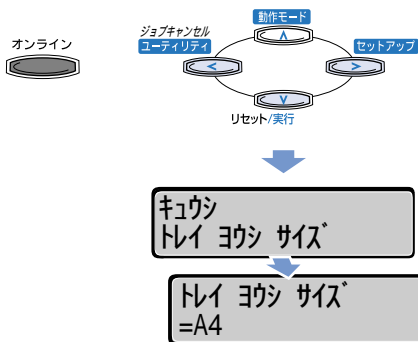 動作モード
ジョブキャンセル
ユーティリティ
オンライン
セットアップ
リセット/実行
キュウシ
トレイ ヨウシ サイズ
トレイ ヨウシ サイズ
=A4